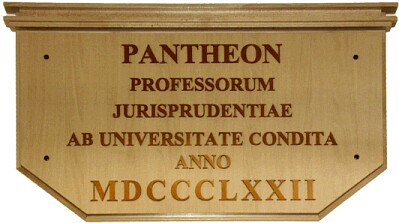 PANTHEON
PROFESSORUM
JURISPRUDENTIAE
AB UNIVERSITATE CONDITA
ANNO
MDCCCLXXII